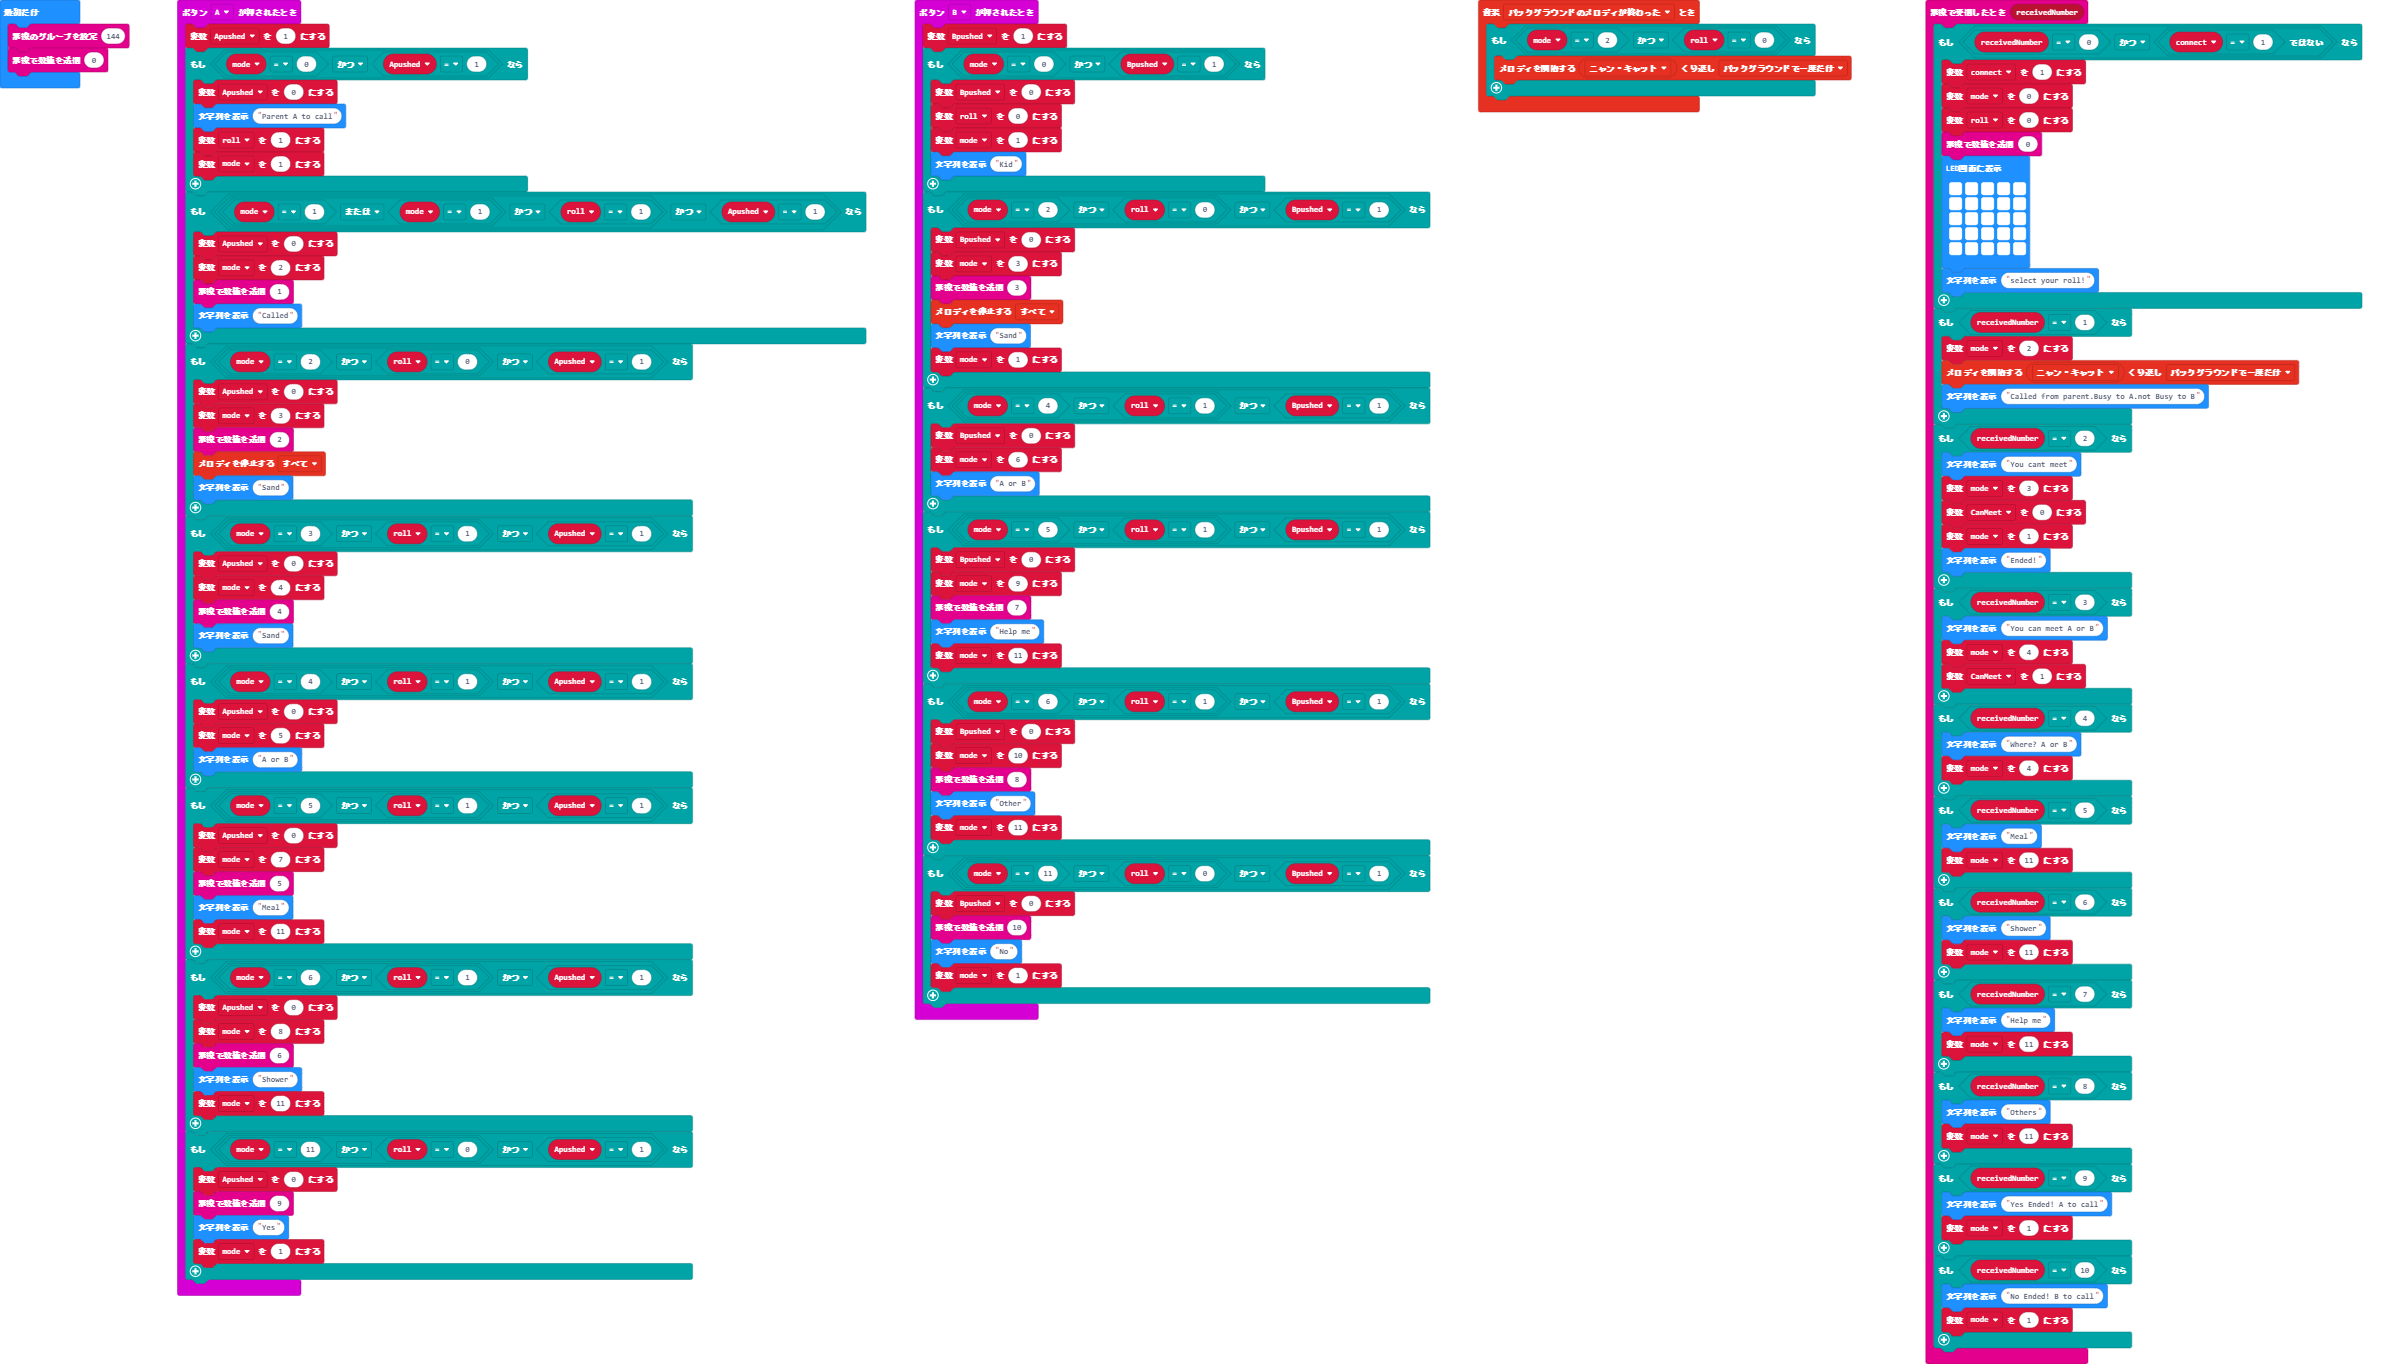 最初だけ
無線のグループを設定 144
無線で数値を送信 0
ボタン A が押されたとき
変数 Apushed を 1 にする
もし mode = 0 かつ Apushed = 1 なら
変数 Apushed を 0 にする
文字列を表示 "Parent A to call"
変数 roll を 1 にする
変数 mode を 1 にする
もし mode = 1 または mode = 1 かつ roll = 1 かつ Apushed = 1 なら
変数 Apushed を 0 にする
変数 mode を 2 にする
無線で数値を送信 1
文字列を表示 "Called"
もし mode = 2 かつ roll = 0 かつ Apushed = 1 なら
変数 Apushed を 0 にする
変数 mode を 3 にする
無線で数値を送信 2
メロディを停止する すべて
文字列を表示 "Sand"
もし mode = 3 かつ roll = 1 かつ Apushed = 1 なら
変数 Apushed を 0 にする
変数 mode を 4 にする
無線で数値を送信 4
文字列を表示 "Sand"
もし mode = 4 かつ roll = 1 かつ Apushed = 1 なら
変数 Apushed を 0 にする
変数 mode を 5 にする
文字列を表示 "A or B"
もし mode = 5 かつ roll = 1 かつ Apushed = 1 なら
変数 Apushed を 0 にする
変数 mode を 7 にする
無線で数値を送信 5
文字列を表示 "Meal"
変数 mode を 11 にする
もし mode = 6 かつ roll = 1 かつ Apushed = 1 なら
変数 Apushed を 0 にする
変数 mode を 8 にする
無線で数値を送信 6
文字列を表示 "Shower"
変数 mode を 11 にする
もし mode = 11 かつ roll = 0 かつ Apushed = 1 なら
変数 Apushed を 0 にする
無線で数値を送信 9
文字列を表示 "Yes"
変数 mode を 1 にする
ボタン B が押されたとき
変数 Bpushed を 1 にする
もし mode = 0 かつ Bpushed = 1 なら
変数 Bpushed を 0 にする
変数 roll を 0 にする
変数 mode を 1 にする
文字列を表示 "Kid"
もし mode = 2 かつ roll = 0 かつ Bpushed = 1 なら
変数 Bpushed を 0 にする
変数 mode を 3 にする
無線で数値を送信 3
メロディを停止する すべて
文字列を表示 "Sand"
変数 mode を 1 にする
もし mode = 4 かつ roll = 1 かつ Bpushed = 1 なら
変数 Bpushed を 0 にする
変数 mode を 6 にする
文字列を表示 "A or B"
もし mode = 5 かつ roll = 1 かつ Bpushed = 1 なら
変数 Bpushed を 0 にする
変数 mode を 9 にする
無線で数値を送信 7
文字列を表示 "Help me"
変数 mode を 11 にする
もし mode = 6 かつ roll = 1 かつ Bpushed = 1 なら
変数 Bpushed を 0 にする
変数 mode を 10 にする
無線で数値を送信 8
文字列を表示 "Other"
変数 mode を 11 にする
もし mode = 11 かつ roll = 0 かつ Bpushed = 1 なら
変数 Bpushed を 0 にする
無線で数値を送信 10
文字列を表示 "No"
変数 mode を 1 にする
音楽 バックグラウンドのメロディが終わった とき
もし mode = 2 かつ roll = 0 なら
メロディを開始する ニャン・キャット くり返し バックグラウンドで一度だけ
無線で受信したとき receivedNumber
もし receivedNumber = 0 かつ connect = 1 ではない なら
変数 connect を 1 にする
変数 mode を 0 にする
変数 roll を 0 にする
無線で数値を送信 0
LED画面に表示
文字列を表示 "select your roll!"
もし receivedNumber = 1 なら
変数 mode を 2 にする
メロディを開始する ニャン・キャット くり返し バックグラウンドで一度だけ
文字列を表示 "Called from parent.Busy to A.not Busy to B"
もし receivedNumber = 2 なら
文字列を表示 "You cant meet"
変数 mode を 3 にする
変数 CanMeet を 0 にする
変数 mode を 1 にする
文字列を表示 "Ended!"
もし receivedNumber = 3 なら
文字列を表示 "You can meet A or B"
変数 mode を 4 にする
変数 CanMeet を 1 にする
もし receivedNumber = 4 なら
文字列を表示 "Where? A or B"
変数 mode を 4 にする
もし receivedNumber = 5 なら
文字列を表示 "Meal"
変数 mode を 11 にする
もし receivedNumber = 6 なら
文字列を表示 "Shower"
変数 mode を 11 にする
もし receivedNumber = 7 なら
文字列を表示 "Help me"
変数 mode を 11 にする
もし receivedNumber = 8 なら
文字列を表示 "Others"
変数 mode を 11 にする
もし receivedNumber = 9 なら
文字列を表示 "Yes Ended! A to call"
変数 mode を 1 にする
もし receivedNumber = 10 なら
文字列を表示 "No Ended! B to call"
変数 mode を 1 にする